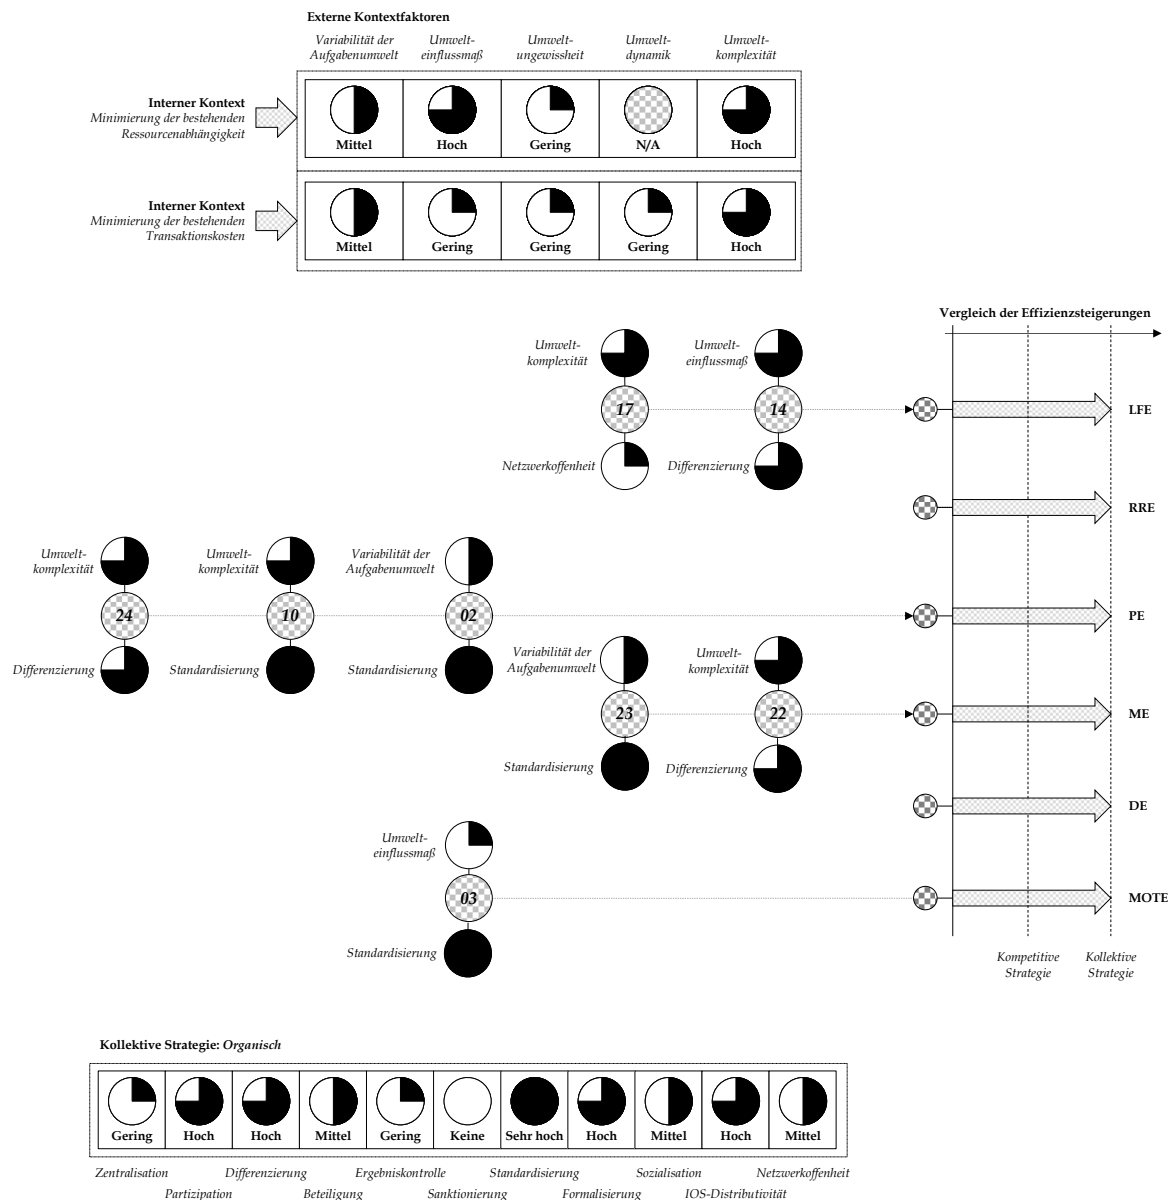 Externe Kontextfaktoren
Variabilität der
Aufgabenumwelt
Umwelt-
einflussmaß
Umwelt-
ungewissheit
Umwelt-
dynamik
Umwelt-
komplexität
Interner Kontext
Minimierung der bestehenden
Ressourcenabhängigkeit
Mittel
Hoch
Gering
N/A
Hoch
Interner Kontext
Minimierung der bestehenden
Transaktionskosten
Mittel
Gering
Gering
Gering
Hoch
Vergleich der Effizienzsteigerungen
Umwelt-
komplexität
Umwelt-
einflussmaß
17
14
LFE
Netzwerkoffenheit
Differenzierung
RRE
Umwelt-
komplexität
Umwelt-
komplexität
Variabilität der
Aufgabenumwelt
24
10
02
PE
Differenzierung
Standardisierung
Standardisierung
Variabilität der
Aufgabenumwelt
Umwelt-
komplexität
23
22
ME
Standardisierung
Differenzierung
DE
Umwelt-
einflussmaß
03
MOTE
Standardisierung
Kompetitive
Strategie
Kollektive
Strategie
Kollektive Strategie: Organisch
Gering
Hoch
Hoch
Mittel
Gering
Keine
Sehr hoch
Hoch
Mittel
Hoch
Mittel
Zentralisation
Partizipation
Differenzierung
Beteiligung
Ergebniskontrolle
Sanktionierung
Standardisierung
Formalisierung
Sozialisation
IOS-Distributivität
Netzwerkoffenheit